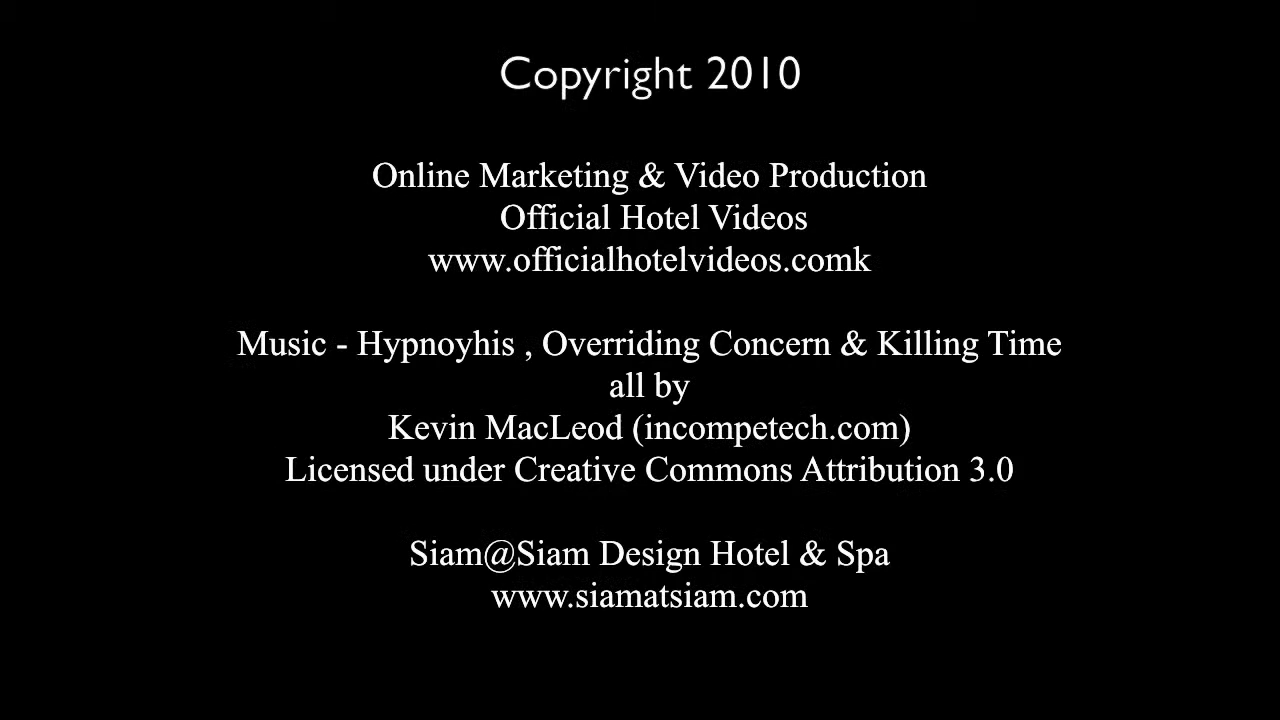 Copyright 2010
Online Marketing & Video Production
Official Hotel Videos
www.officialhotelvideos.comk
Music - Hypnoyhis , Overriding Concern & Killing Time
all by
Kevin MacLeod (incompetech.com)
Licensed under Creative Commons Attribution 3.0
Siam@Siam Design Hotel & Spa
www.siamatsiam.com